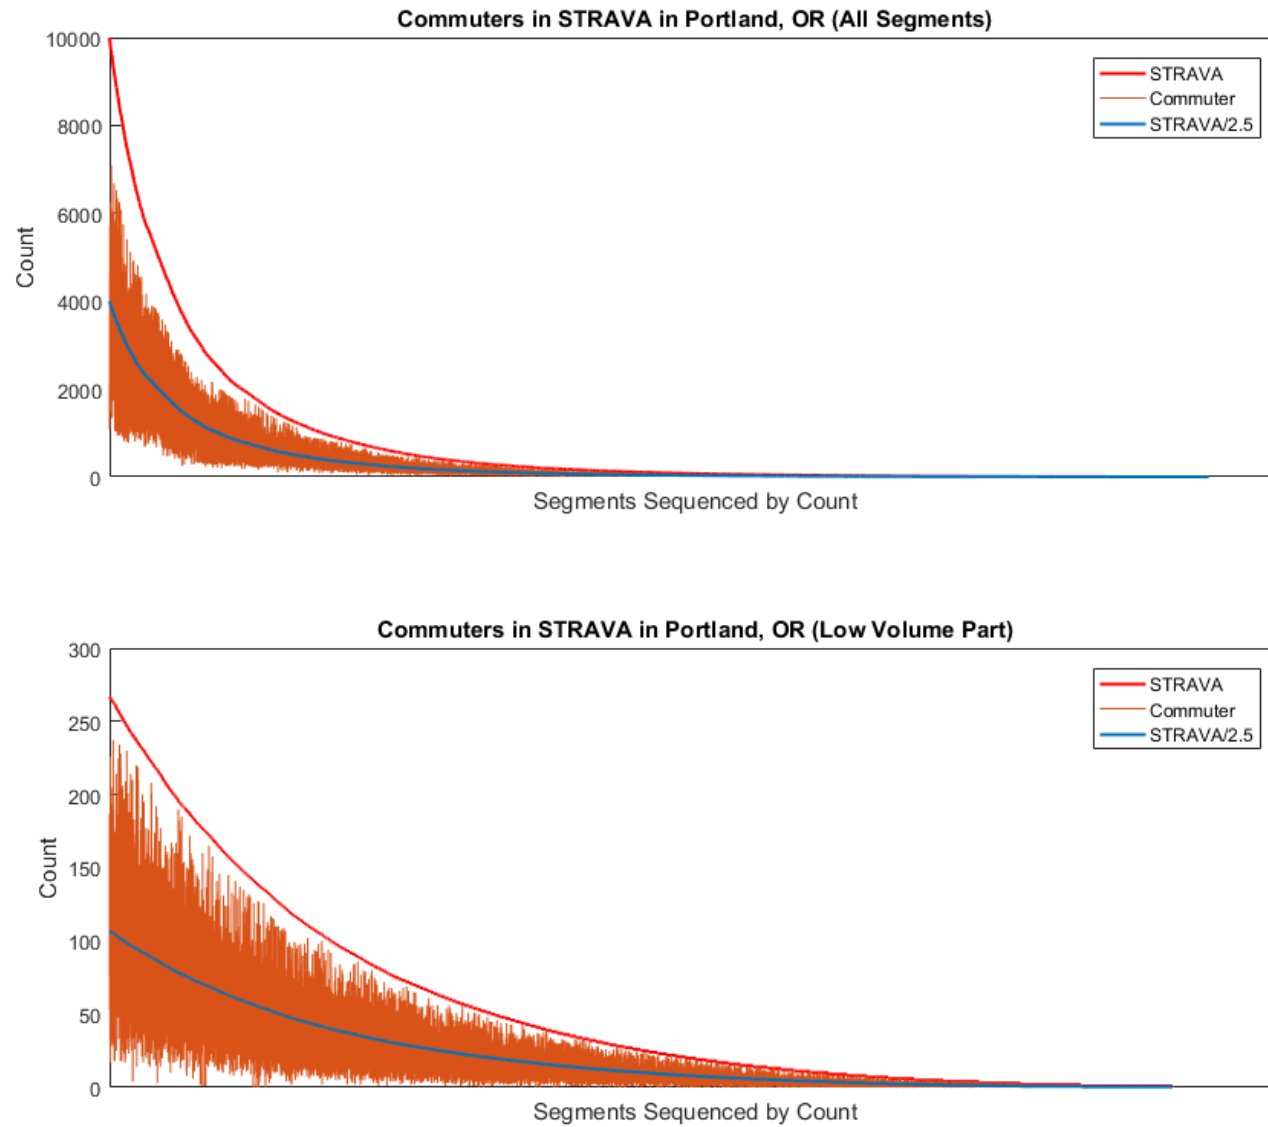 Commuters in STRAVA in Portland, OR (All Segments)
10000
8000
6000
4000
2000
0
Count
STRAVA
Commuter
STRAVA/2.5
Segments Sequenced by Count
Commuters in STRAVA in Portland, OR (Low Volume Part)
300
250
200
150
100
50
0
Count
STRAVA
Commuter
STRAVA/2.5
Segments Sequenced by Count